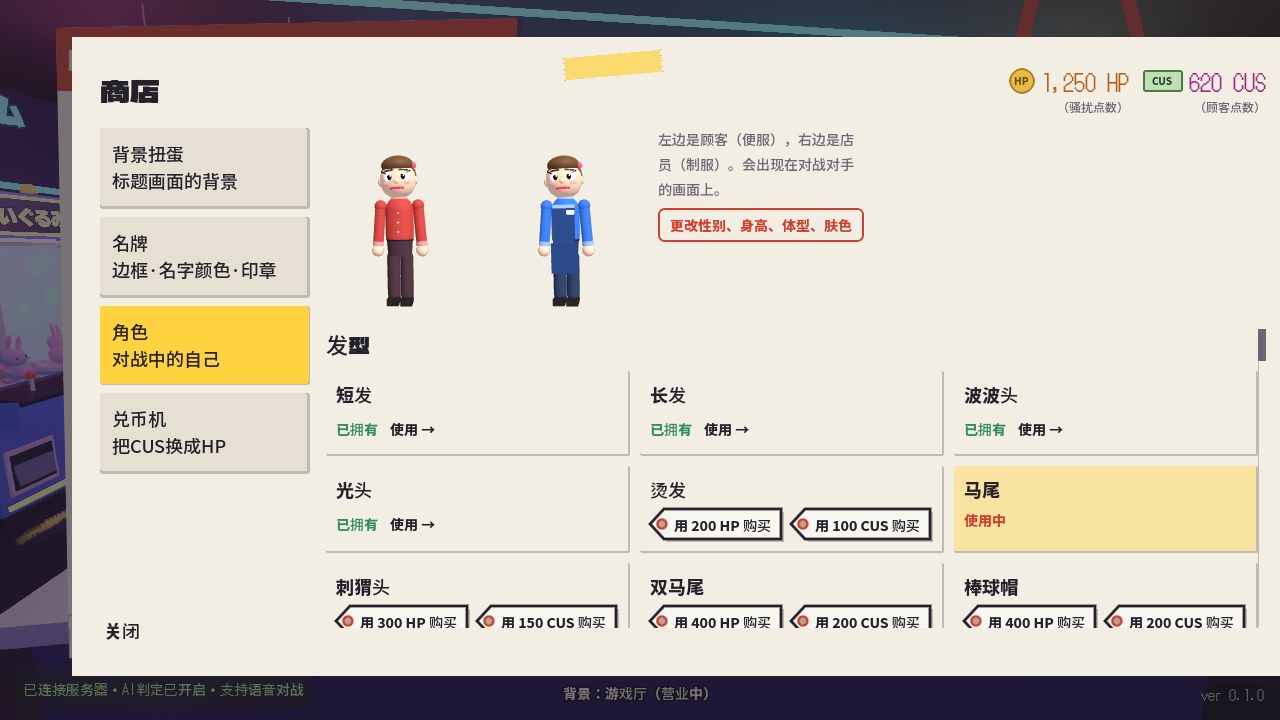 商店
HP 1,250 HP
(骚扰点数)
CUS 620 CUS
(顾客点数)
背景扭蛋
标题画面的背景
名牌
边框·名字颜色·印章
角色
对战中的自己
兑币机
把CUS换成HP
关闭
左边是顾客（便服），右边是店
员（制服）。会出现在对战对手
的画面上。
更改性别、身高、体型、肤色
发型
短发
已拥有 使用→
长发
已拥有 使用→
波波头
已拥有 使用→
光头
已拥有 使用→
烫发
用 200 HP 购买
用 100 CUS 购买
马尾
使用中
刺猬头
用 300 HP 购买
用 150 CUS 购买
双马尾
用 400 HP 购买
用 200 CUS 购买
棒球帽
用 400 HP 购买
用 200 CUS 购买
いぐるみ
已连接服务器·AI判定已开启·支持语音对战
背景：游戏厅（营业中）
ver 0.1.0